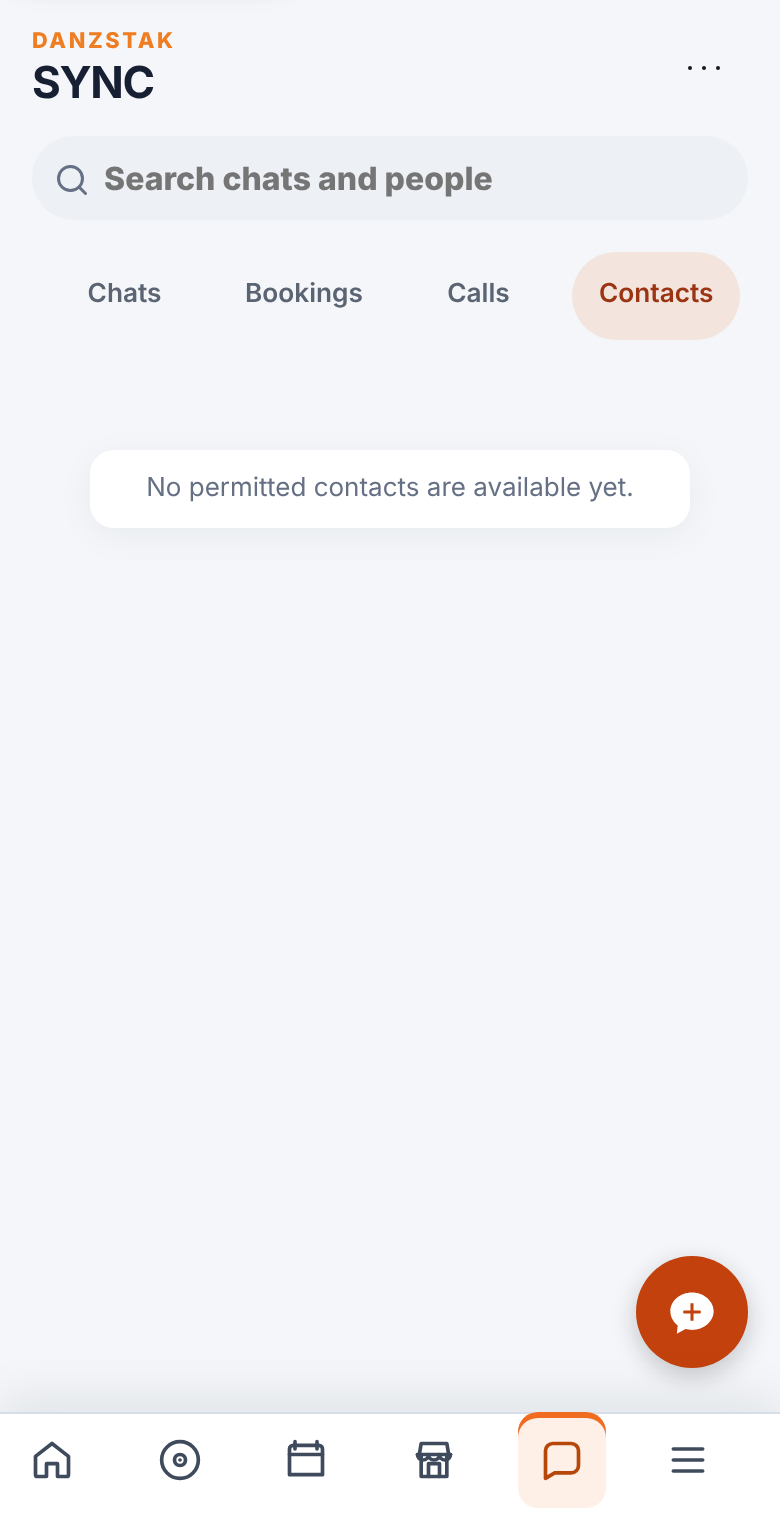 DANZSTAK
SYNC
...
Search chats and people
Chats Bookings Calls Contacts
No permitted contacts are available yet.